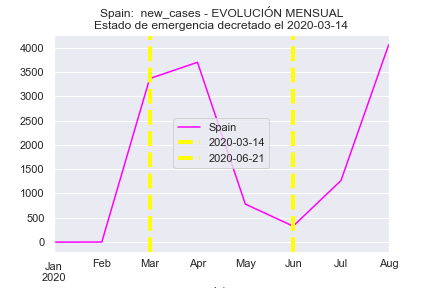 Spain:  new_cases - EVOLUCIÓN MENSUAL
Estado de emergencia decretado el 2020-03-14
4000
3500
3000
2500
2000
1500
1000
500
0
Spain
2020-03-14
2020-06-21
Jan
2020
Feb
Mar
Apr
May
Jun
Jul
Aug